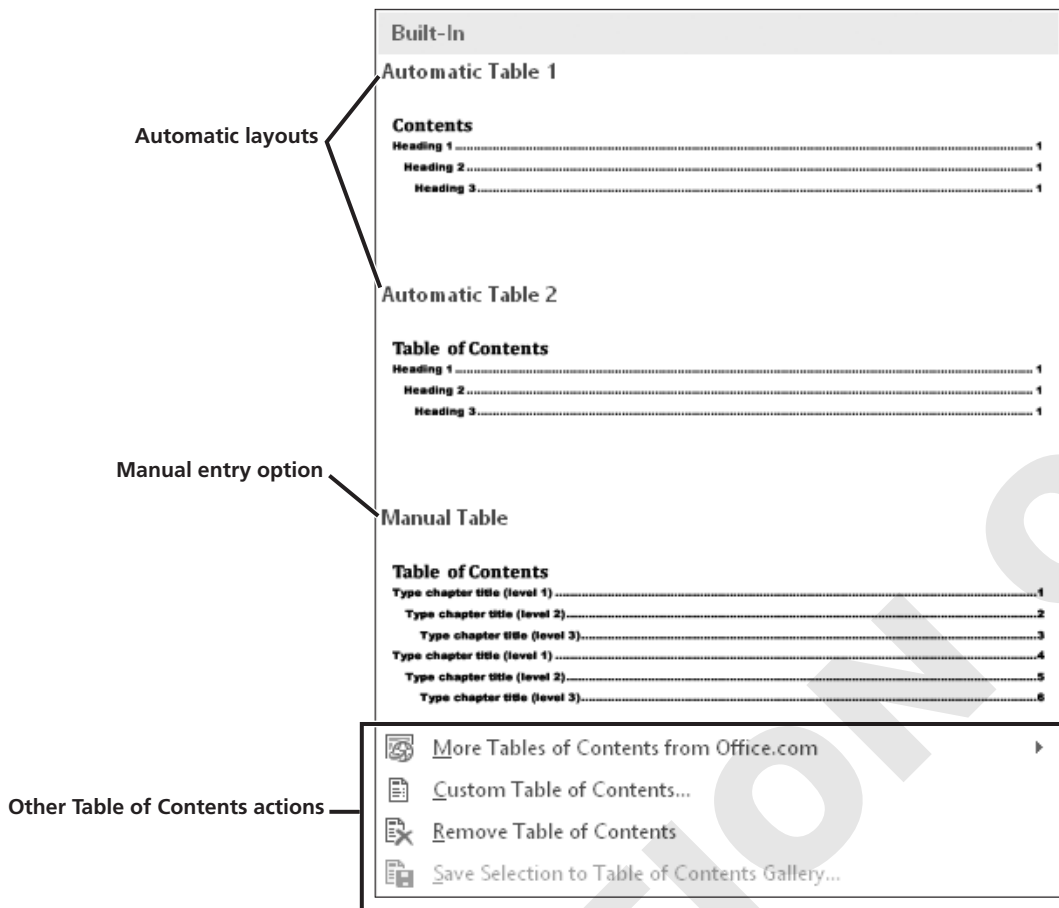 Built-In
Automatic Table 1
Automatic layouts
Contents
Heading 1 1
Heading 2 1
Heading 3 1
Automatic Table 2
Table of Contents
Heading 1 1
Heading 2 1
Heading 3 1
Manual entry option
Manual Table
Table of Contents
Type chapter title (level 1) 1
Type chapter title (level 2) 2
Type chapter title (level 3) 3
Type chapter title (level 1) 4
Type chapter title (level 2) 5
Type chapter title (level 3) 6
More Tables of Contents from Office.com
Custom Table of Contents...
Other Table of Contents actions
Remove Table of Contents
Save Selection to Table of Contents Gallery...